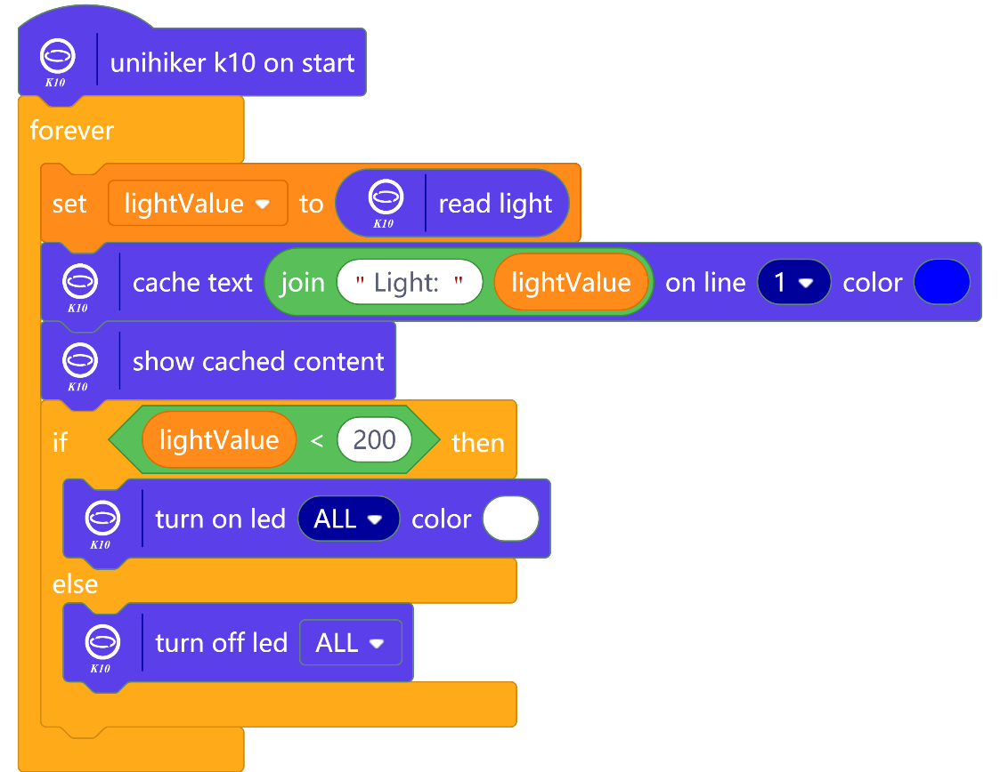 K10 unihiker k10 on start
forever
set lightValue to K10 read light
K10 cache text join " Light: " lightValue on line 1 color
K10 show cached content
if lightValue < 200 then
K10 turn on led ALL color
else
K10 turn off led ALL